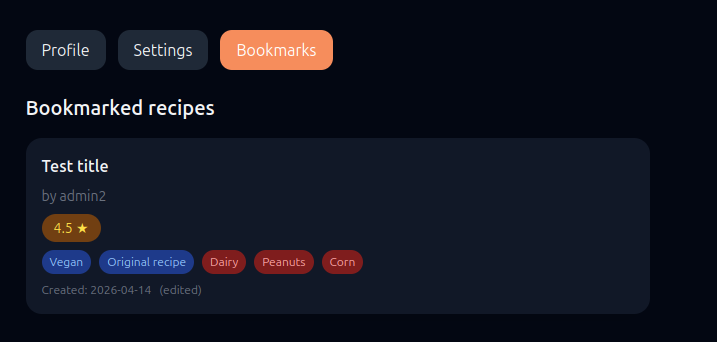 Profile Settings Bookmarks
Bookmarked recipes
Test title
by admin2
4.5 ★
Vegan Original recipe Dairy Peanuts Corn
Created: 2026-04-14 (edited)